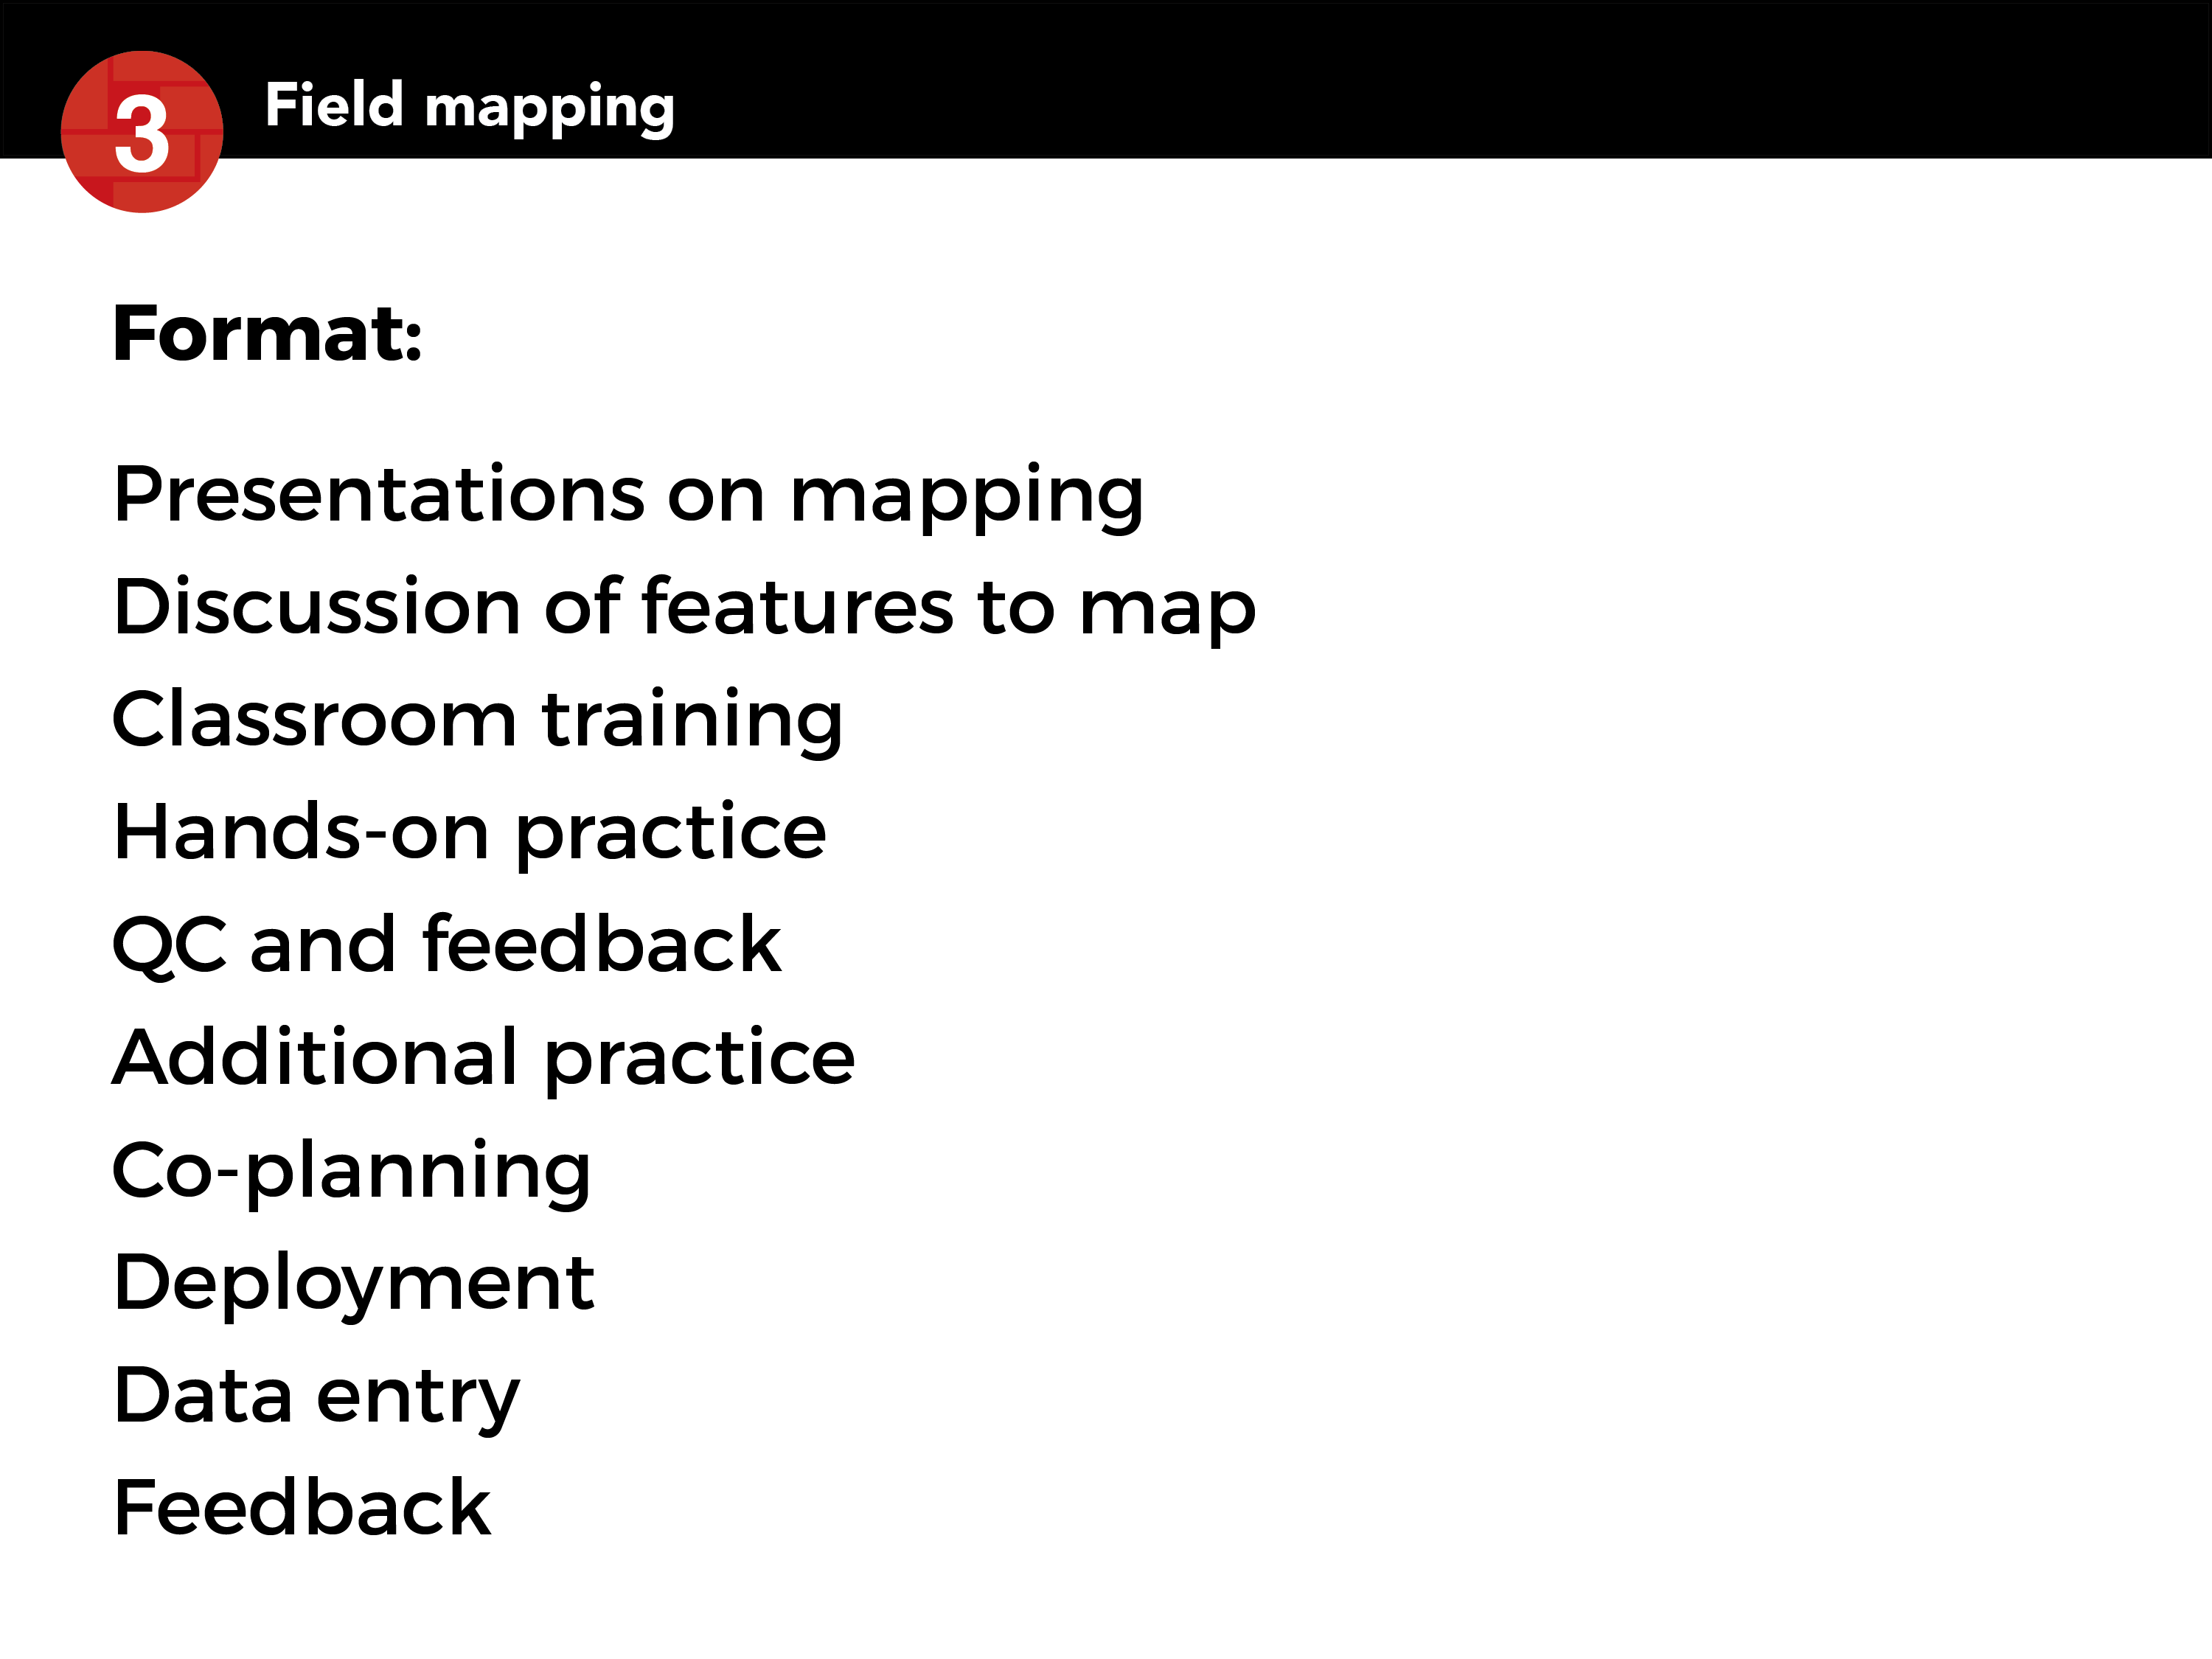 3
Field mapping
Format:
Presentations on mapping
Discussion of features to map
Classroom training
Hands-on practice
QC and feedback
Additional practice
Co-planning
Deployment
Data entry
Feedback